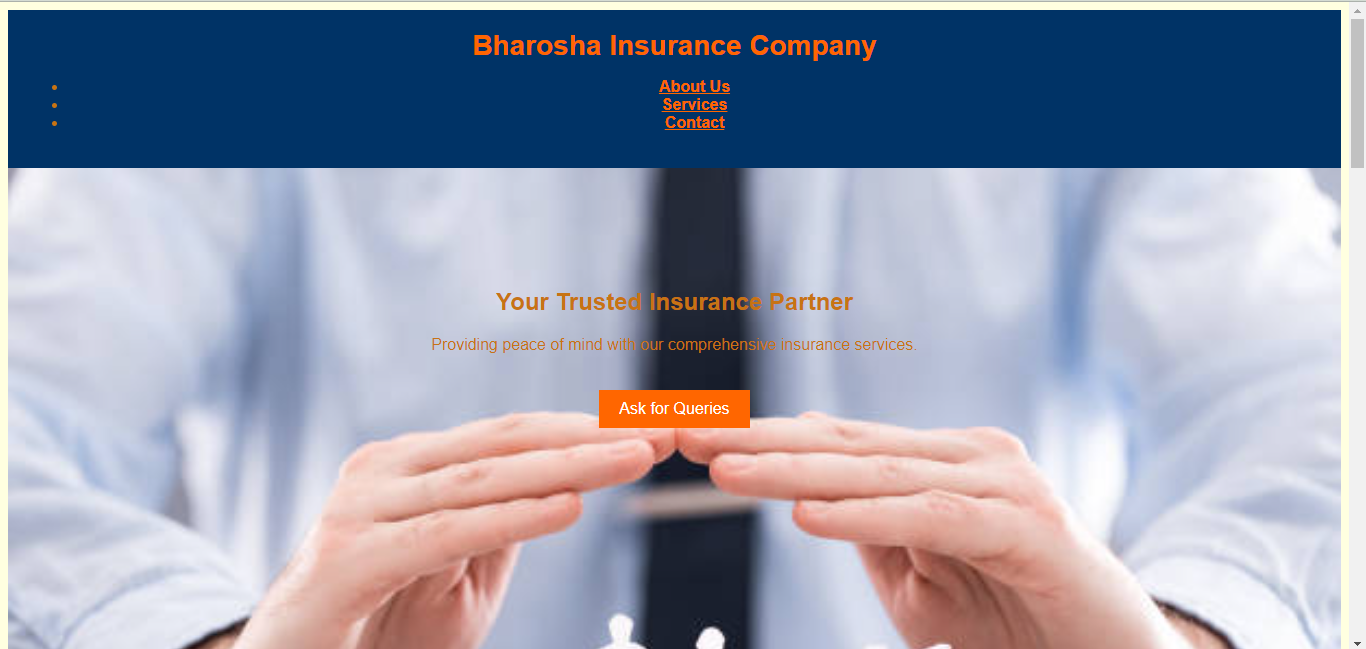 Bharosha Insurance Company
About Us
Services
Contact
Your Trusted Insurance Partner
Providing peace of mind with our comprehensive insurance services.
Ask for Queries